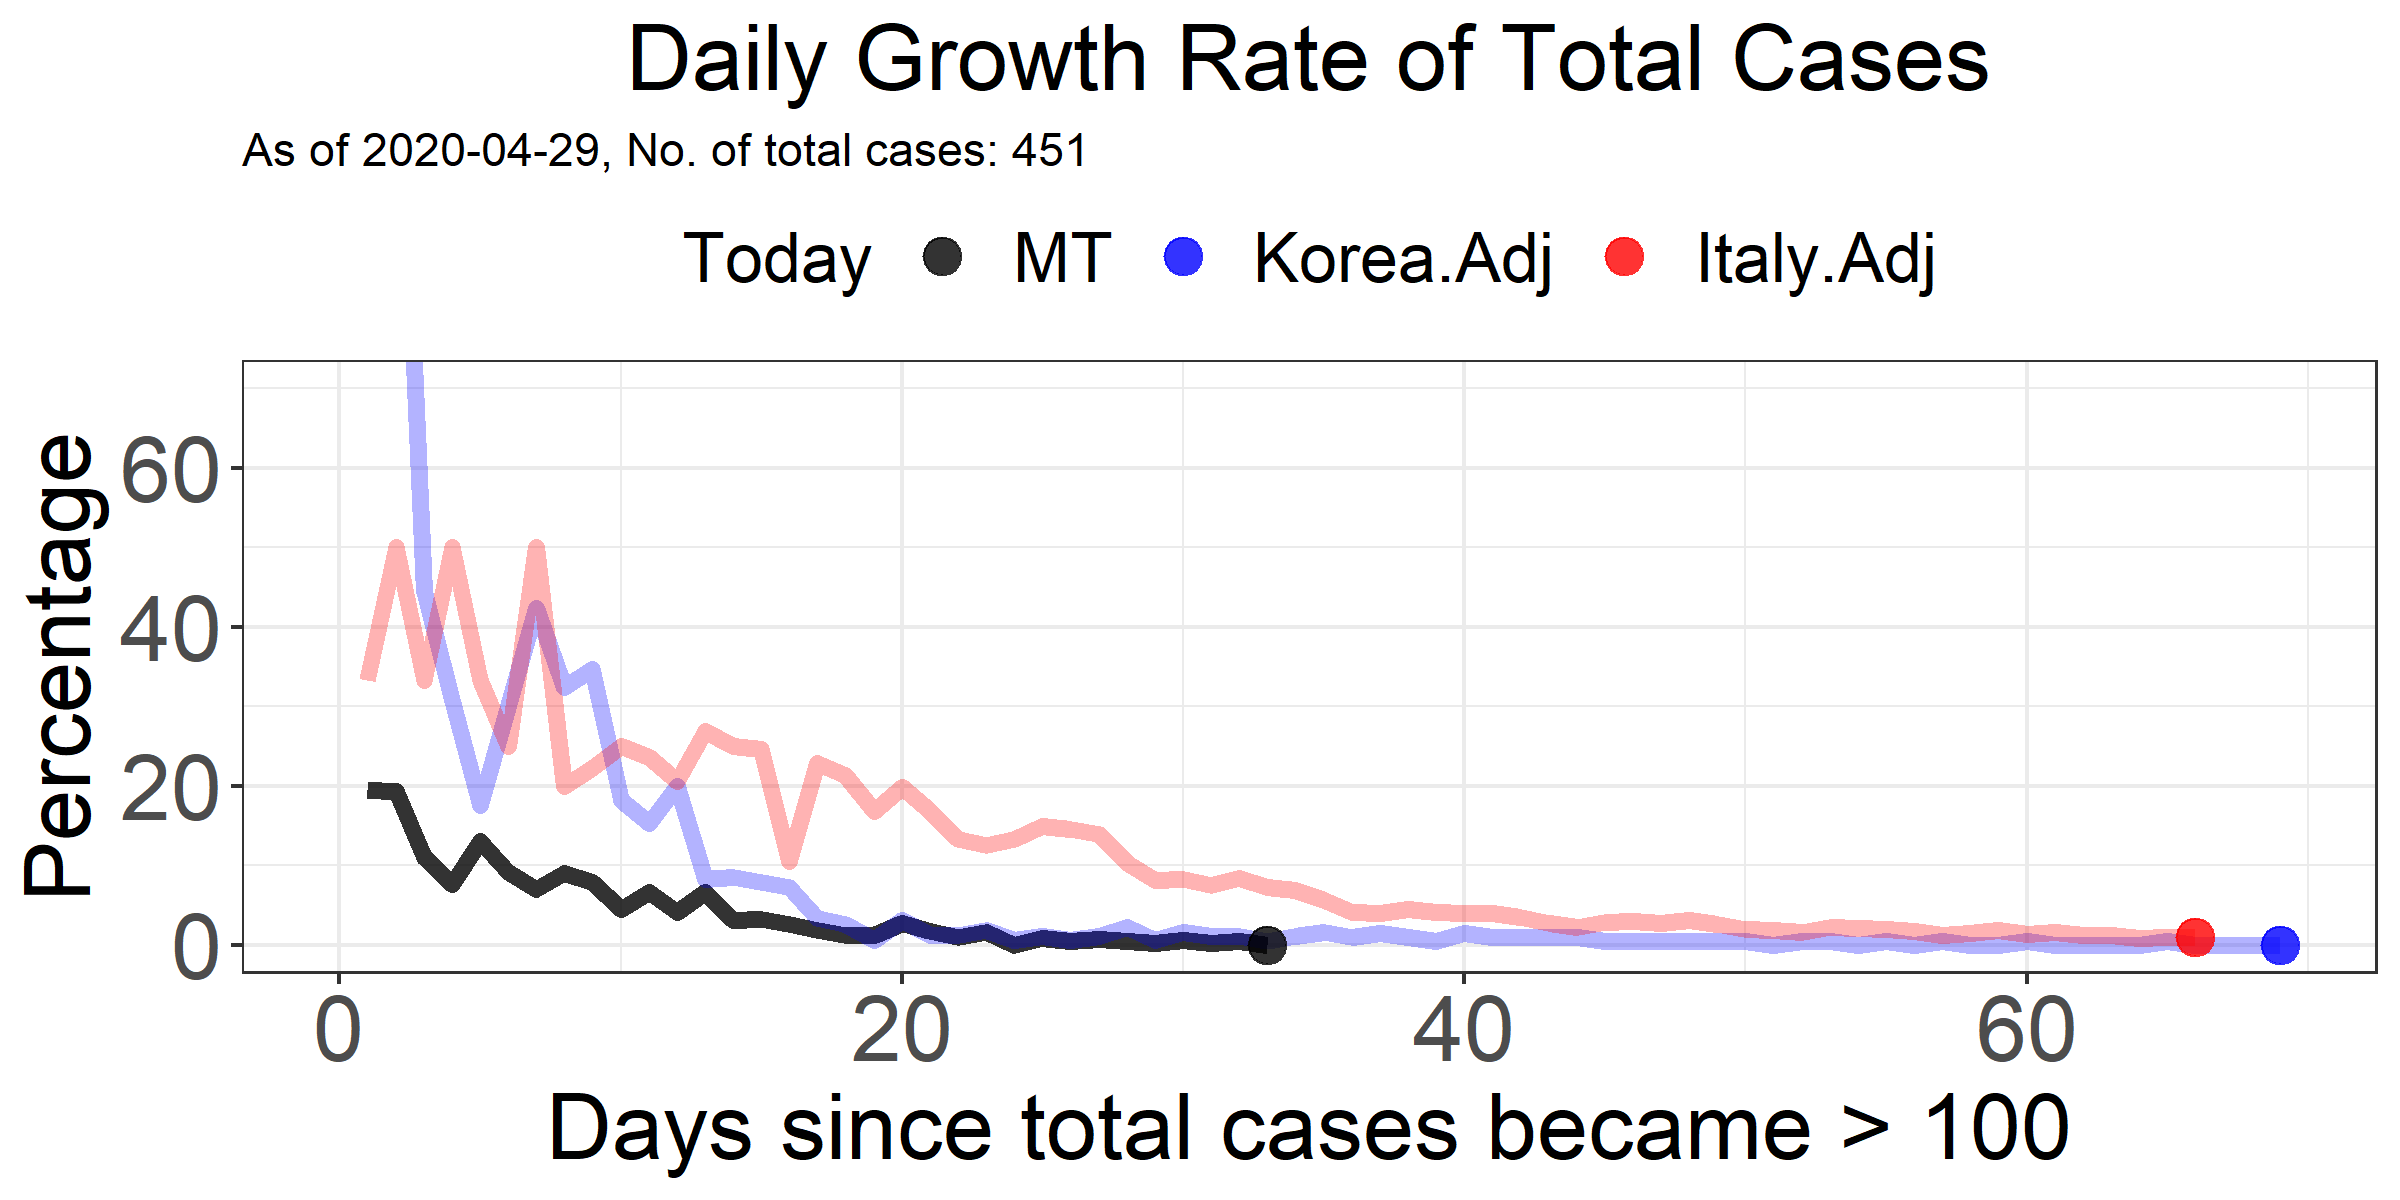 Daily Growth Rate of Total Cases
As of 2020-04-29, No. of total cases: 451
Today MT Korea.Adj Italy.Adj
Percentage
60
40
20
0
0 20 40 60
Days since total cases became > 100